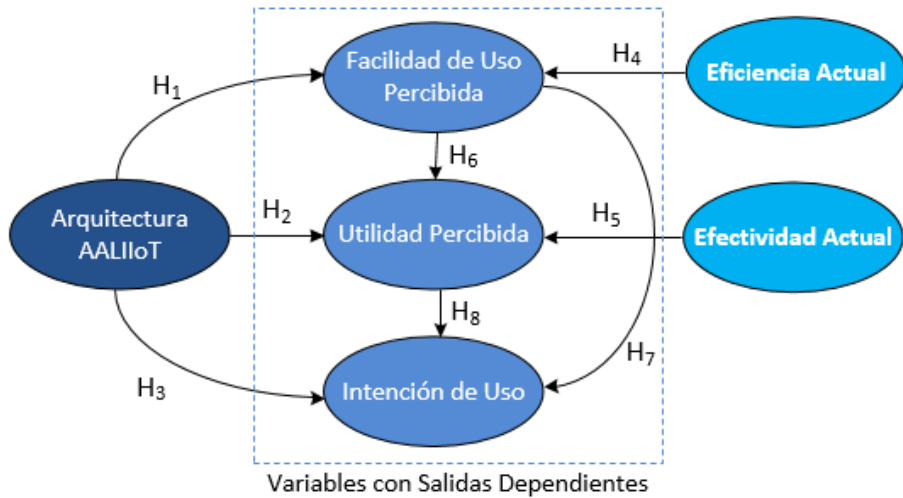 Facilidad de Uso
Percibida
H4
Eficiencia Actual
H1
H6
Arquitectura
AALIIoT
H2
Utilidad Percibida
H5
Efectividad Actual
H8
H7
H3
Intención de Uso
Variables con Salidas Dependientes